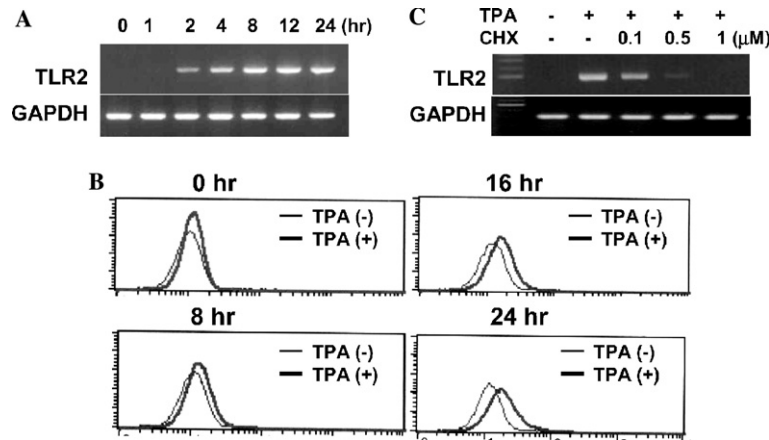 A
0 1 2 4 8 12 24 (hr)
TLR2
GAPDH
C
TPA - + + + +
CHX - - 0.1 0.5 1 (μM)
TLR2
GAPDH
B
0 hr
TPA (-)
TPA (+)
16 hr
TPA (-)
TPA (+)
8 hr
TPA (-)
TPA (+)
24 hr
TPA (-)
TPA (+)